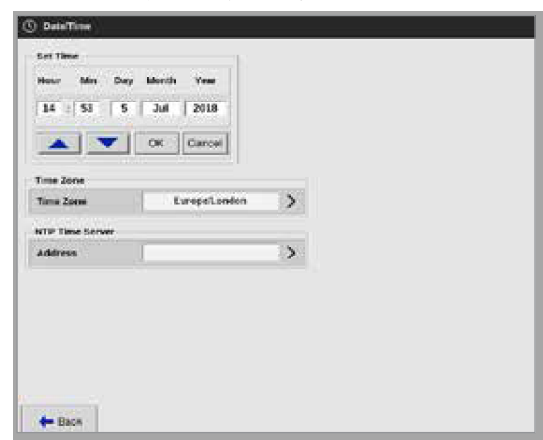 Date/Time
Set Time
Hour Min Day Month Year
14 : 53 5 Jul 2018
OK Cancel
Time Zone
Time Zone Europe/London
NTP Time Server
Address
Back